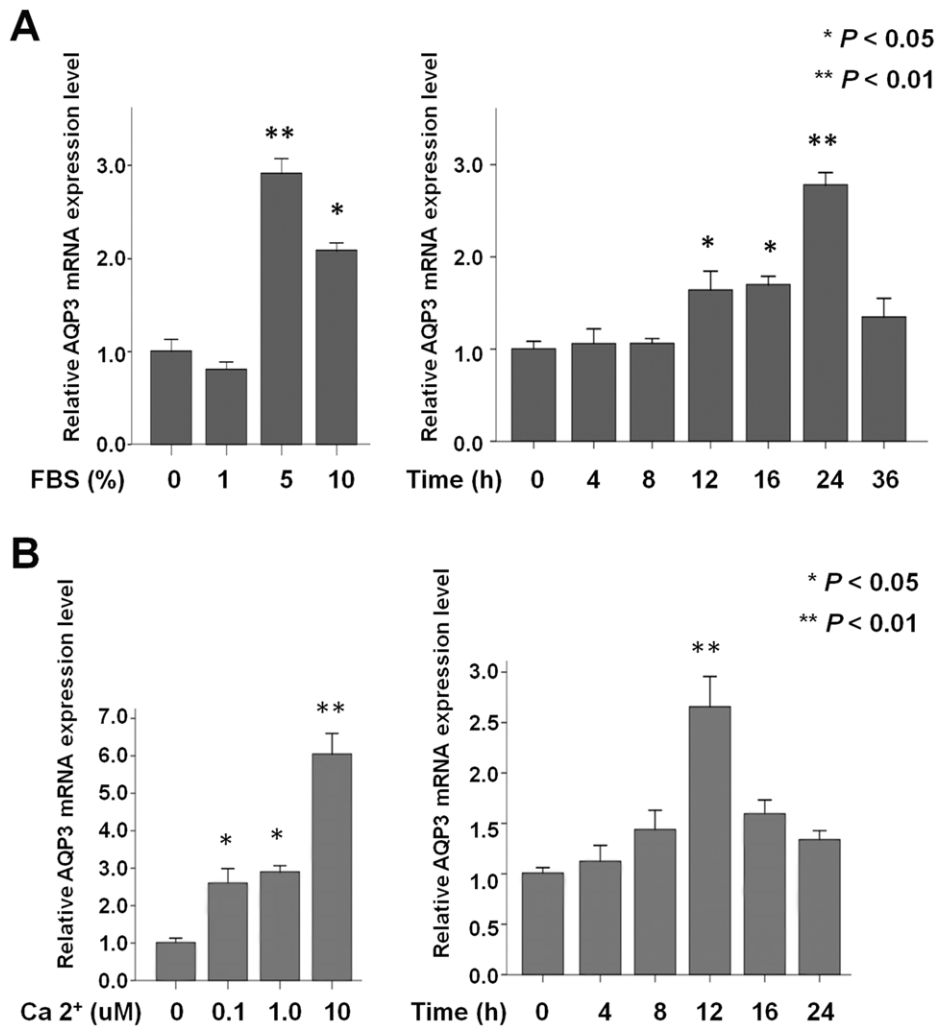 A
* P < 0.05
** P < 0.01
Relative AQP3 mRNA expression level
3.0
2.0
1.0
0.0
**
*
FBS (%) 0 1 5 10
Relative AQP3 mRNA expression level
3.0
2.0
1.0
0.0
*
*
**
Time (h) 0 4 8 12 16 24 36
B
* P < 0.05
** P < 0.01
Relative AQP3 mRNA expression level
7.0
6.0
5.0
4.0
3.0
2.0
1.0
0.0
*
*
**
Ca 2+ (uM) 0 0.1 1.0 10
Relative AQP3 mRNA expression level
3.0
2.5
2.0
1.5
1.0
0.5
0.0
**
Time (h) 0 4 8 12 16 24